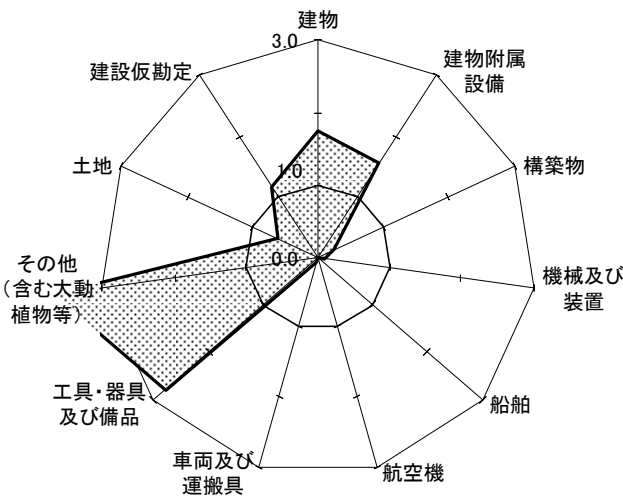 建物
3.0
建物附属
設備
建設仮勘定
土地
1.0
構築物
その他
(含む大動
植物等)
0.0
機械及び
装置
工具・器具
及び備品
船舶
車両及び
運搬具
航空機